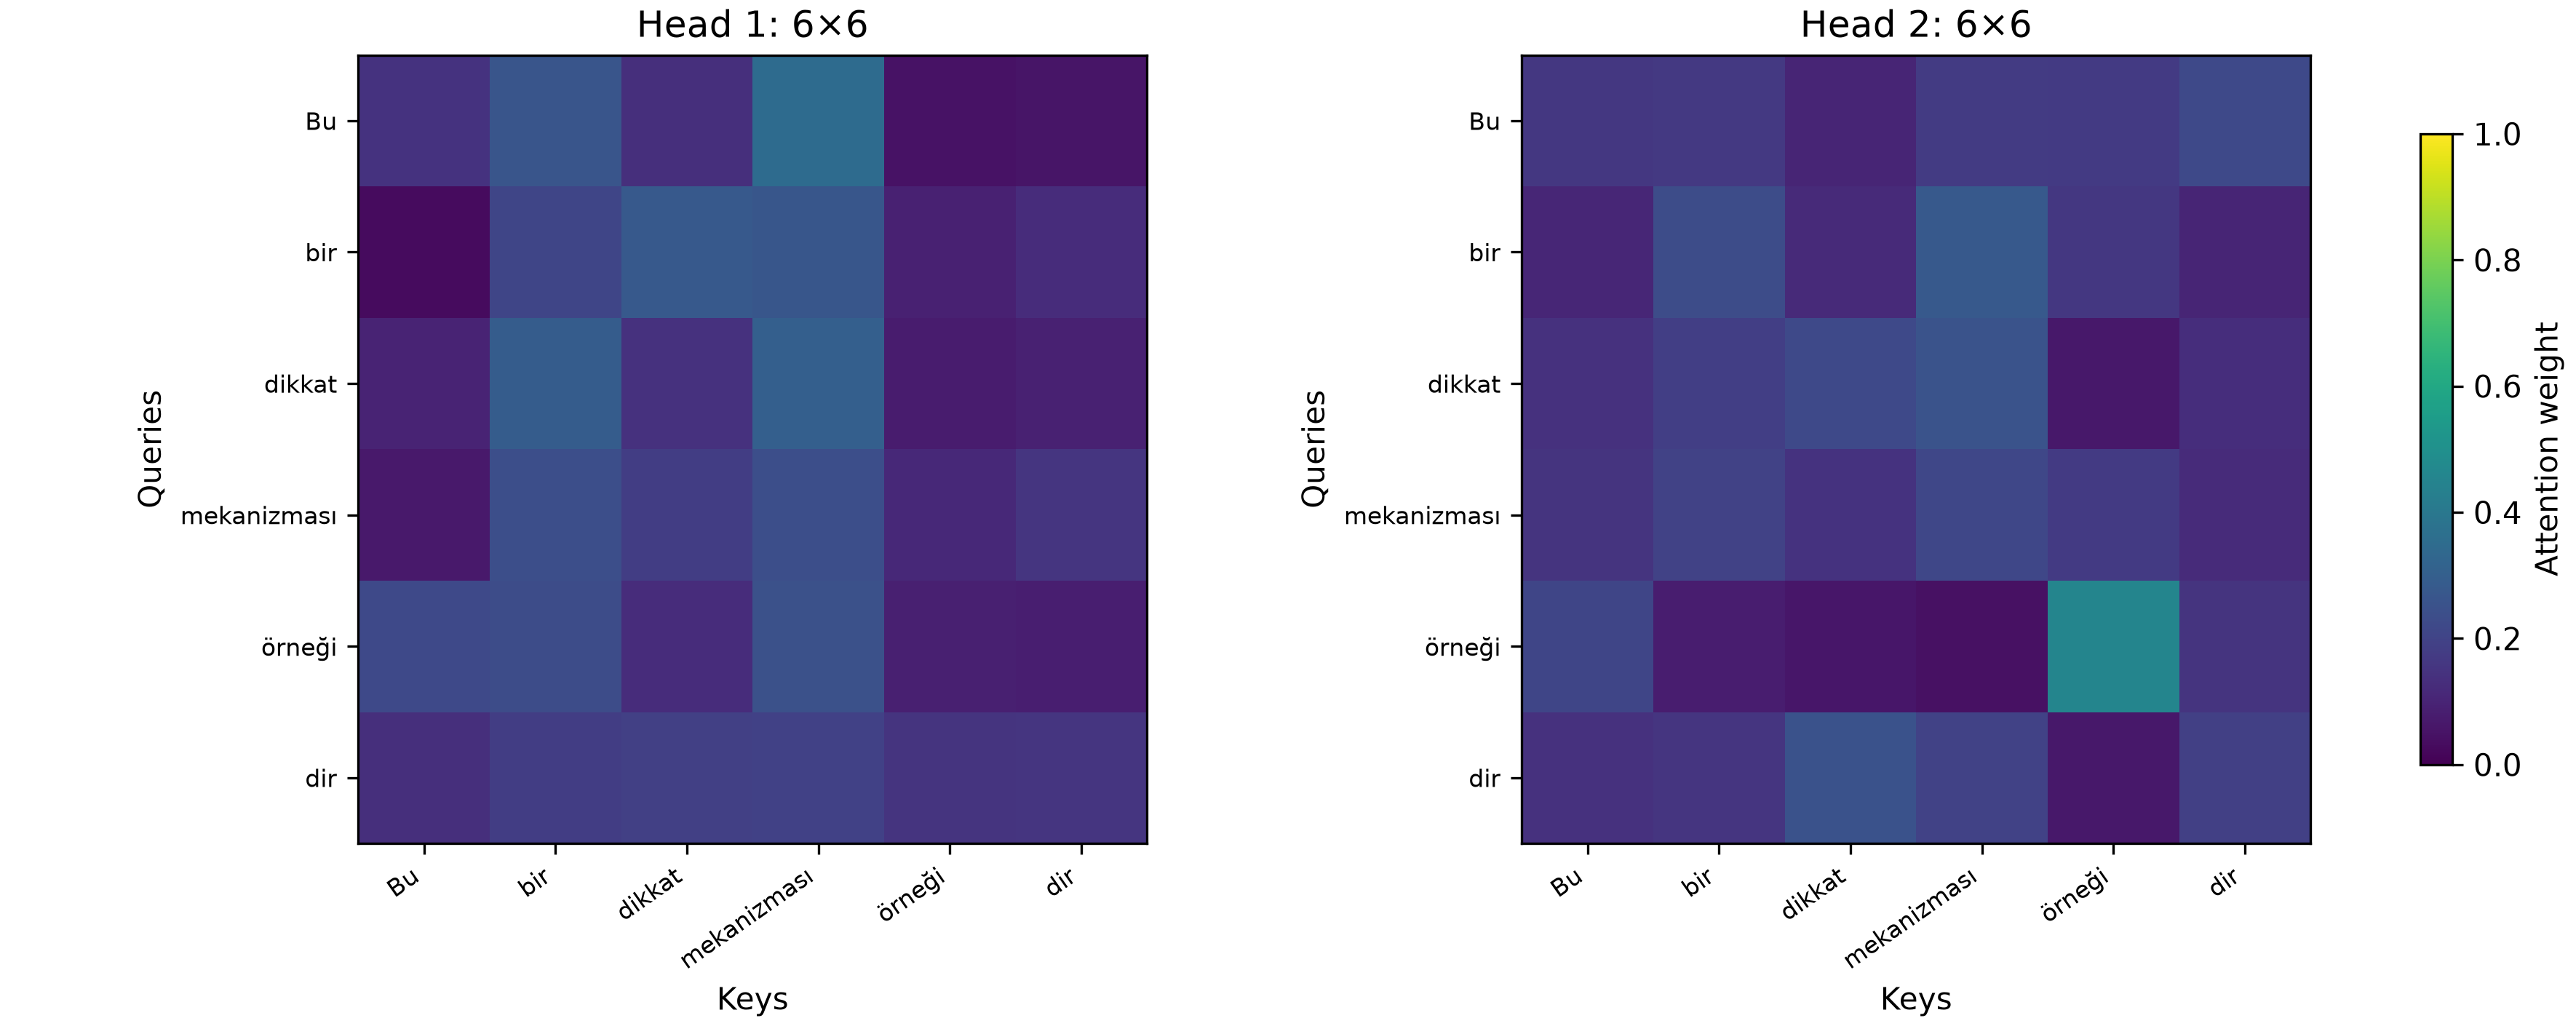 Head 1: 6×6
Queries
Bu
bir
dikkat
mekanizması
örneği
dir
Bu
bir
dikkat
mekanizması
örneği
dir
Keys
Head 2: 6×6
Queries
Bu
bir
dikkat
mekanizması
örneği
dir
Bu
bir
dikkat
mekanizması
örneği
dir
Keys
1.0
0.8
0.6
0.4
0.2
0.0
Attention weight